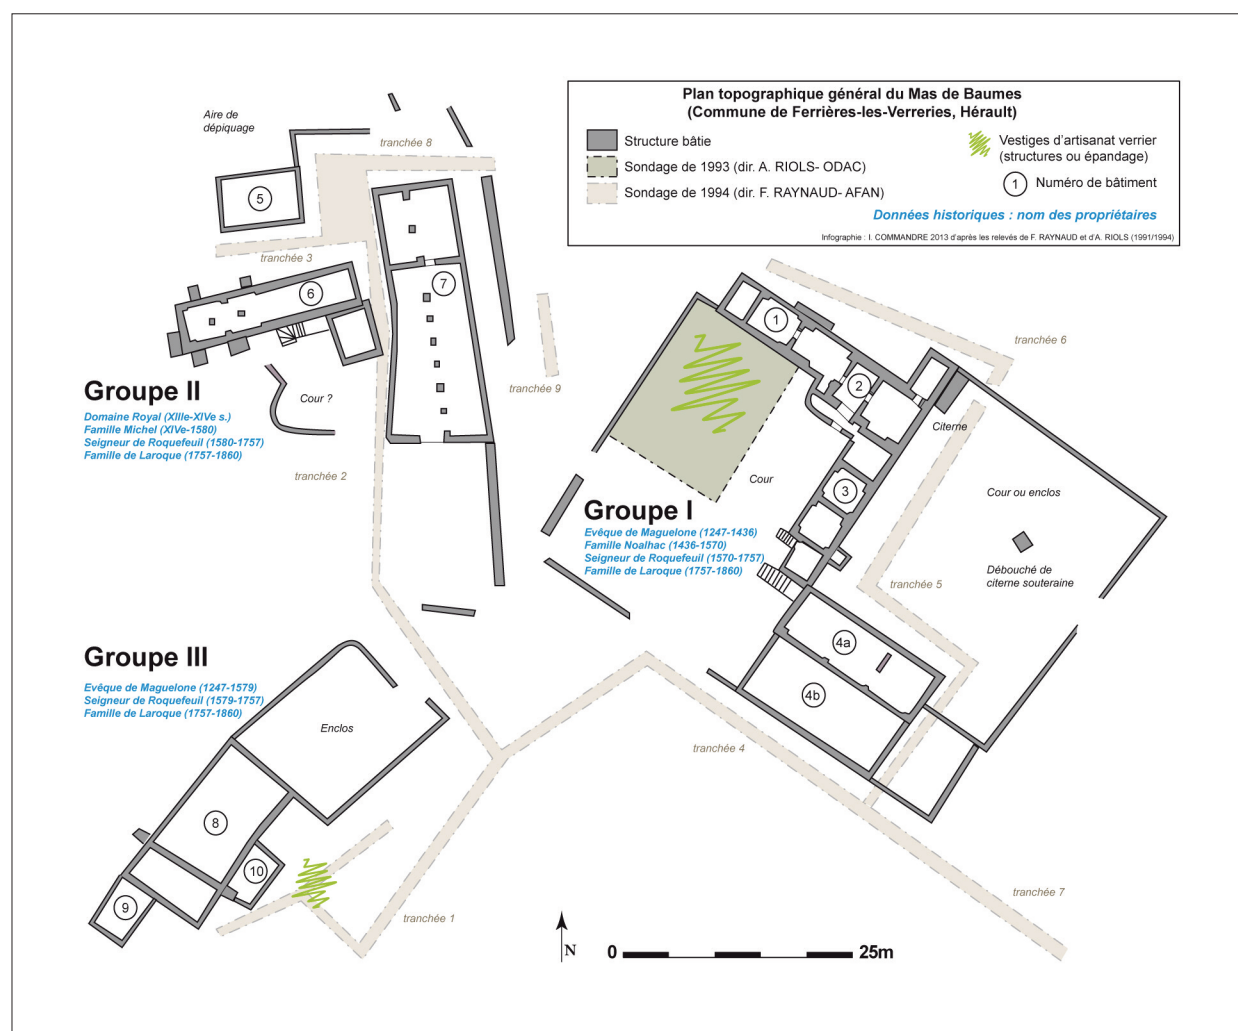 Plan topographique général du Mas de Baumes
(Commune de Ferrières-les-Verreries, Hérault)
Structure bâtie
Sondage de 1993 (dir. A. RIOLS- ODAC)
Sondage de 1994 (dir. F. RAYNAUD- AFAN)
Vestiges d'artisanat verrier
(structures ou épandage)
1 Numéro de bâtiment
Données historiques : nom des propriétaires
Infographie : I. COMMANDRE 2013 d'après les relevés de F. RAYNAUD et d'A. RIOLS (1991/1994)
Aire de
dépiquage
tranchée 8
5
tranchée 3
6
7
tranchée 9
Groupe II
Domaine Royal (XIIIe-XIVe s.)
Famille Michel (XIVe-1580)
Seigneur de Roquefeuil (1580-1757)
Famille de Laroque (1757-1860)
Cour ?
tranchée 2
1
2
3
tranchée 6
Citerne
Cour
Cour ou enclos
Groupe I
Evêque de Maguelone (1247-1436)
Famille Noalhac (1436-1570)
Seigneur de Roquefeuil (1570-1757)
Famille de Laroque (1757-1860)
Débouché de
citerne souteraine
tranchée 5
4a
4b
Groupe III
Evêque de Maguelone (1247-1579)
Seigneur de Roquefeuil (1579-1757)
Famille de Laroque (1757-1860)
Enclos
tranchée 4
8
10
9
tranchée 1
tranchée 7
N
0
25m